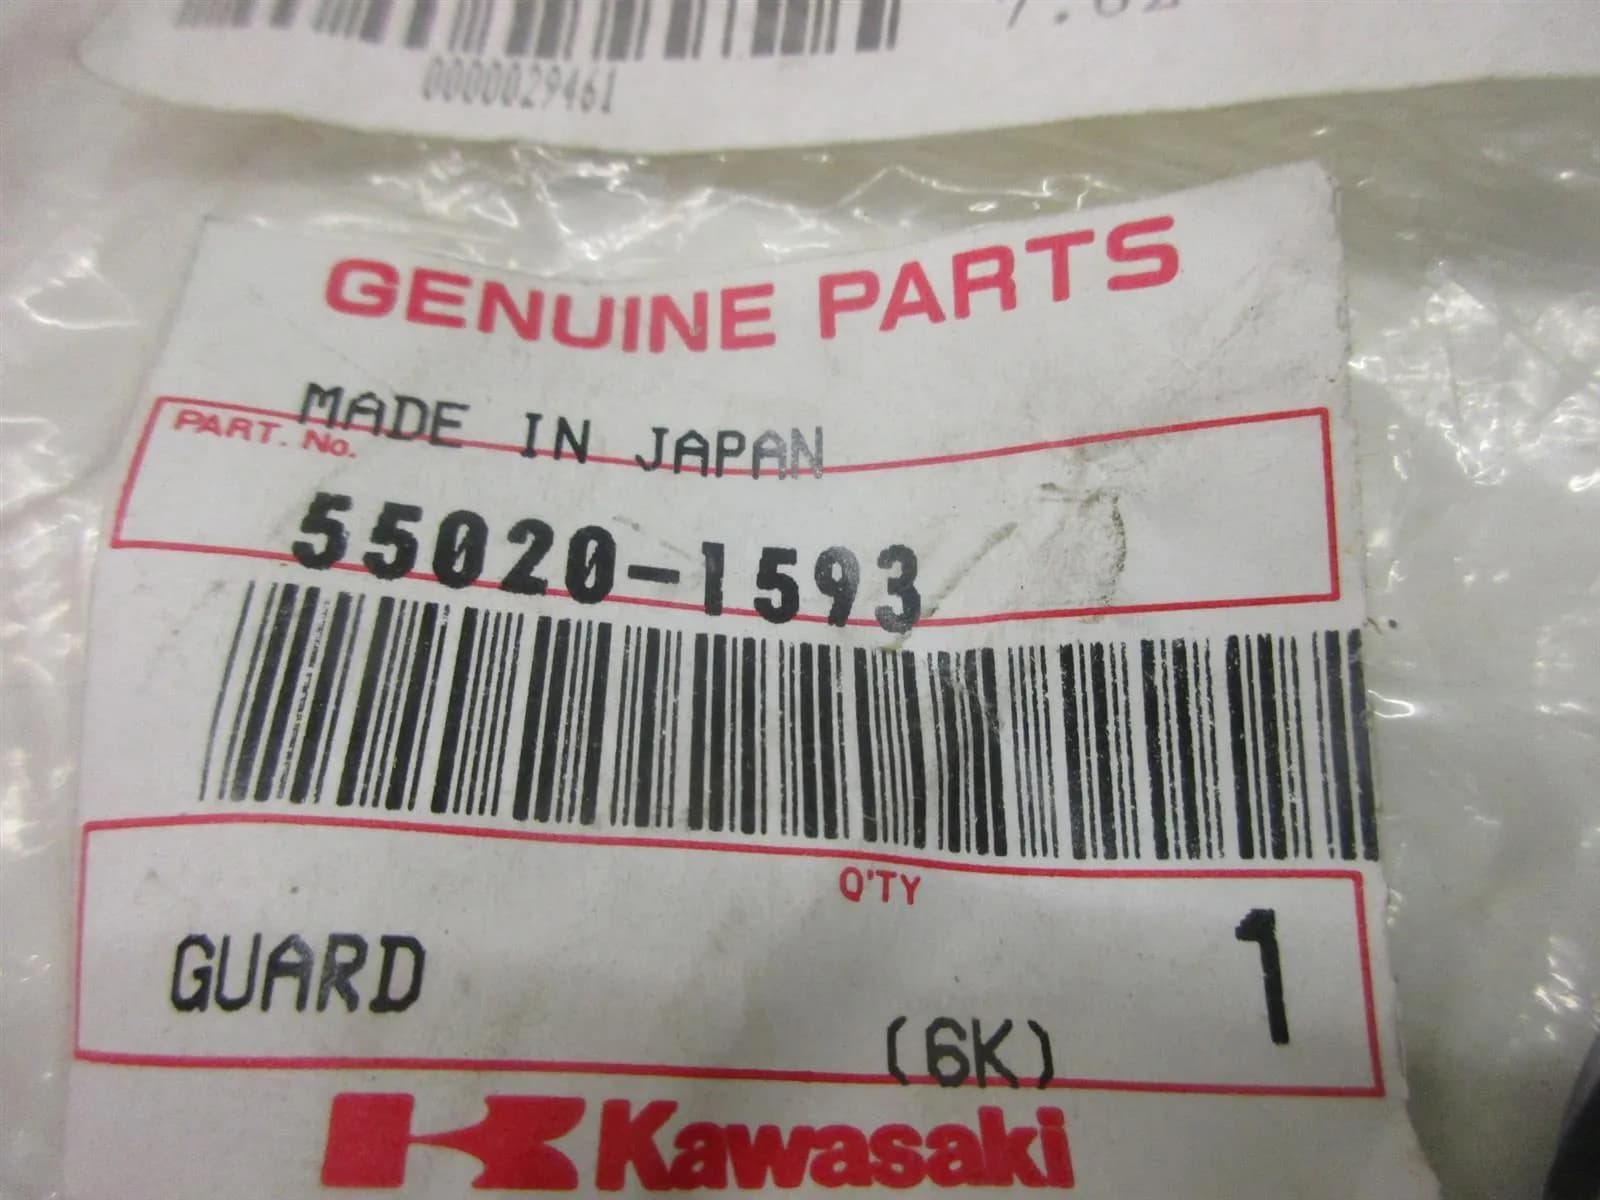 0000029461
GENUINE PARTS
MADE IN JAPAN
PART. No.
55020-1593
Q'TY
GUARD
1
(6K)
Kawasaki